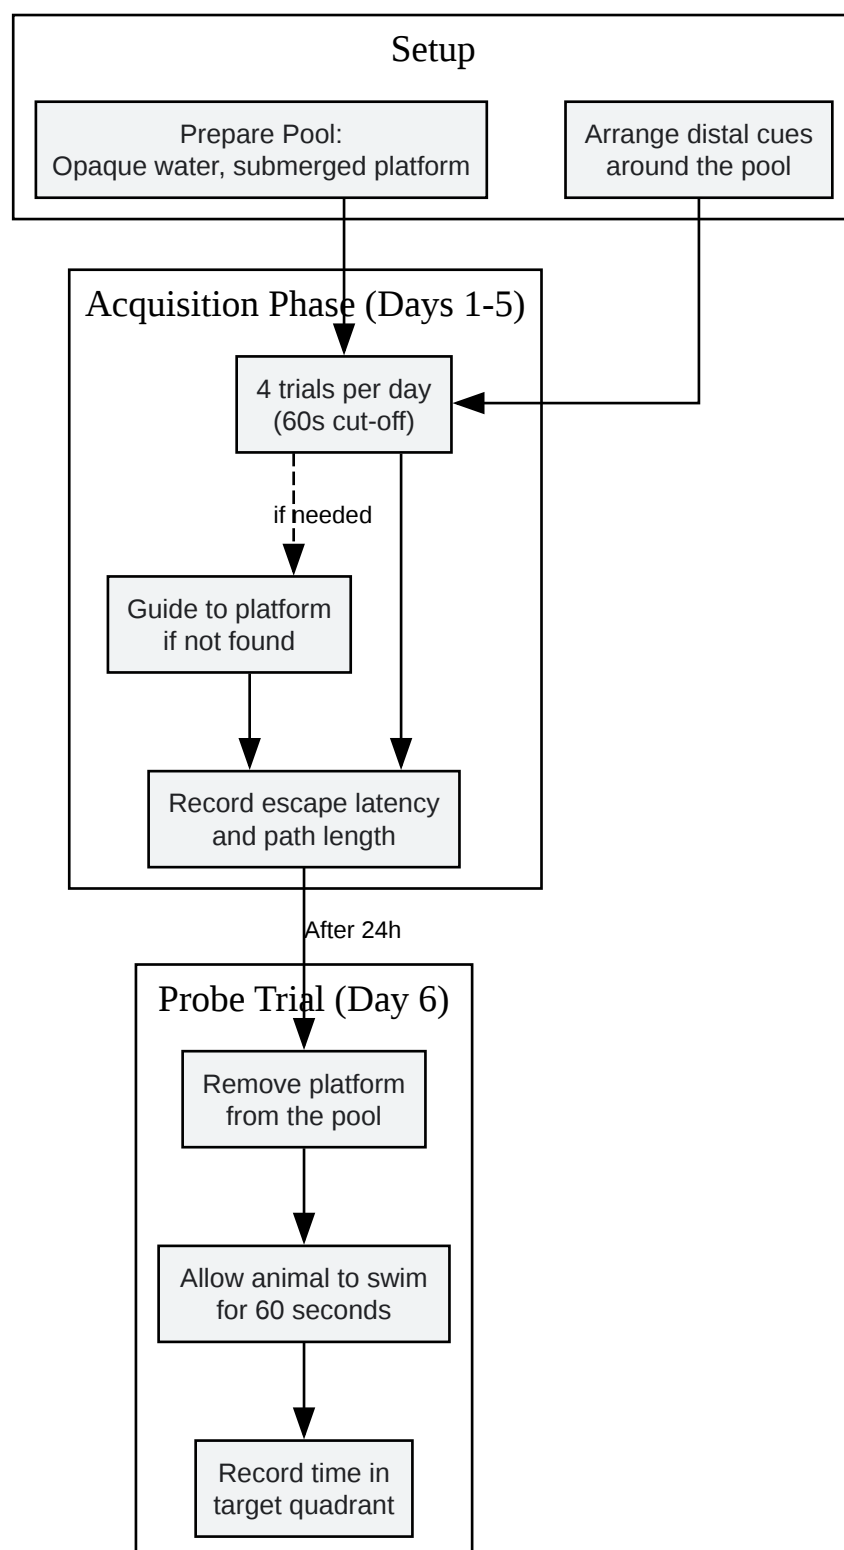 Setup
Prepare Pool:
Opaque water, submerged platform
Arrange distal cues
around the pool
Acquisition Phase (Days 1-5)
4 trials per day
(60s cut-off)
if needed
Guide to platform
if not found
Record escape latency
and path length
After 24h
Probe Trial (Day 6)
Remove platform
from the pool
Allow animal to swim
for 60 seconds
Record time in
target quadrant